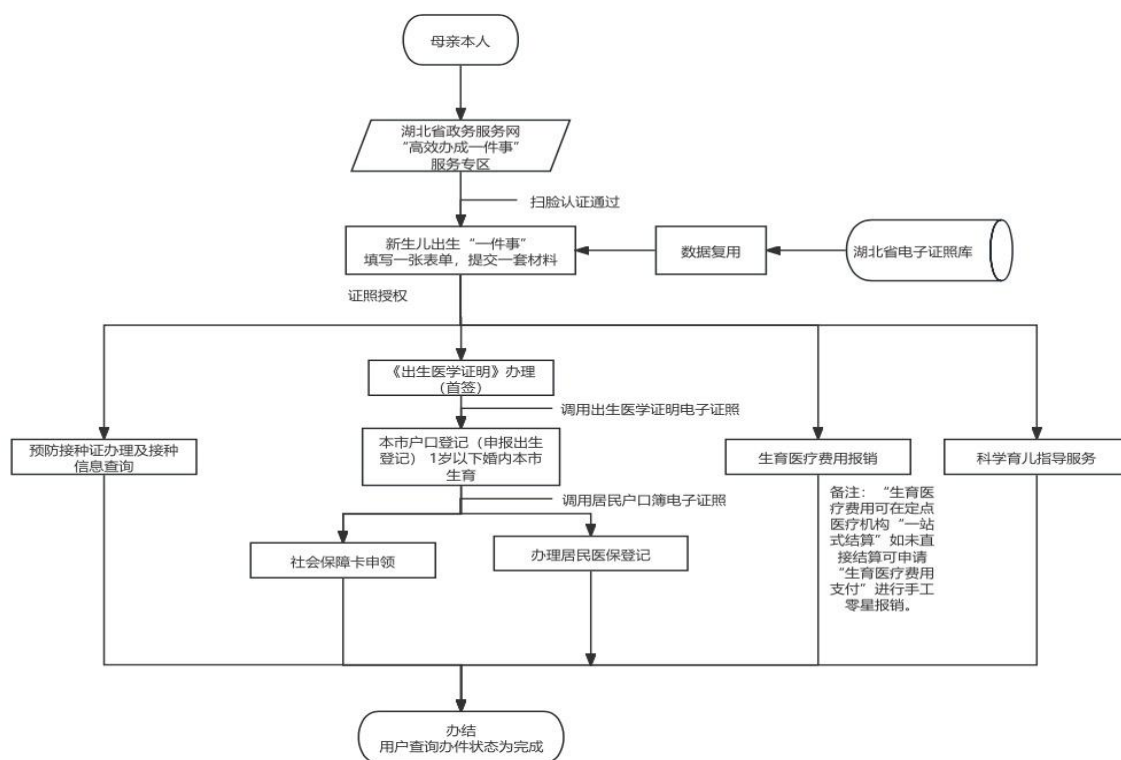 母亲本人
湖北省政务服务网
“高效办成一件事”
服务专区
扫脸认证通过
新生儿出生“一件事”
填写一张表单，提交一套材料
数据复用
湖北省电子证照库
证照授权
《出生医学证明》办理
（首签）
调用出生医学证明电子证照
预防接种证办理及接种
信息查询
本市户口登记（申报出生
登记） 1岁以下婚内本市
生育
生育医疗费用报销
科学育儿指导服务
备注：“生育医
疗费用可在定点
医疗机构“一站
式结算”如未直
接结算可申请
“生育医疗费用
支付”进行手工
零星报销。
调用居民户口簿电子证照
社会保障卡申领
办理居民医保登记
办结
用户查询办件状态为完成